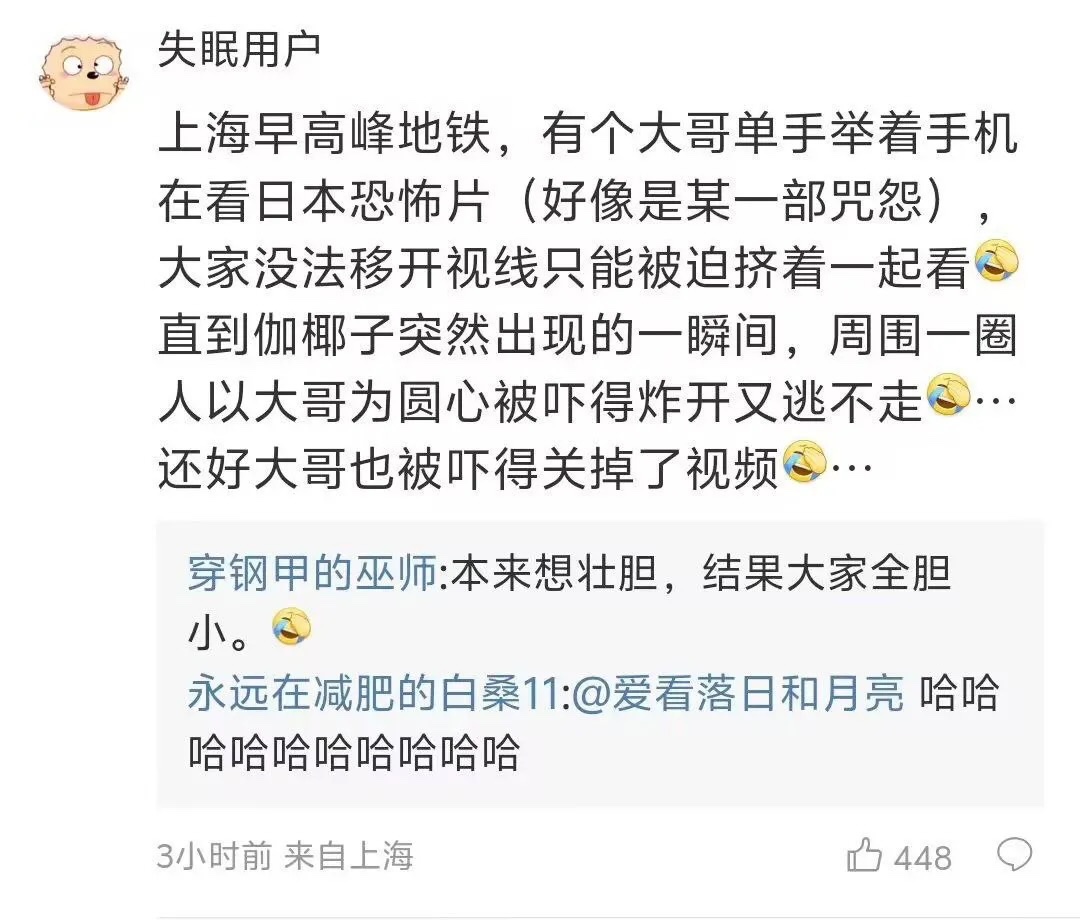 失眠用户
上海早高峰地铁，有个大哥单手举着手机
在看日本恐怖片（好像是某一部咒怨），
大家没法移开视线只能被迫挤着一起看🤣
直到伽椰子突然出现的一瞬间，周围一圈
人以大哥为圆心被吓得炸开又逃不走🤣…
还好大哥也被吓得关掉了视频🤣…
穿钢甲的巫师:本来想壮胆，结果大家全胆
小。🤣
永远在减肥的白桑11:@爱看落日和月亮 哈哈
哈哈哈哈哈哈哈哈
3小时前 来自上海
448